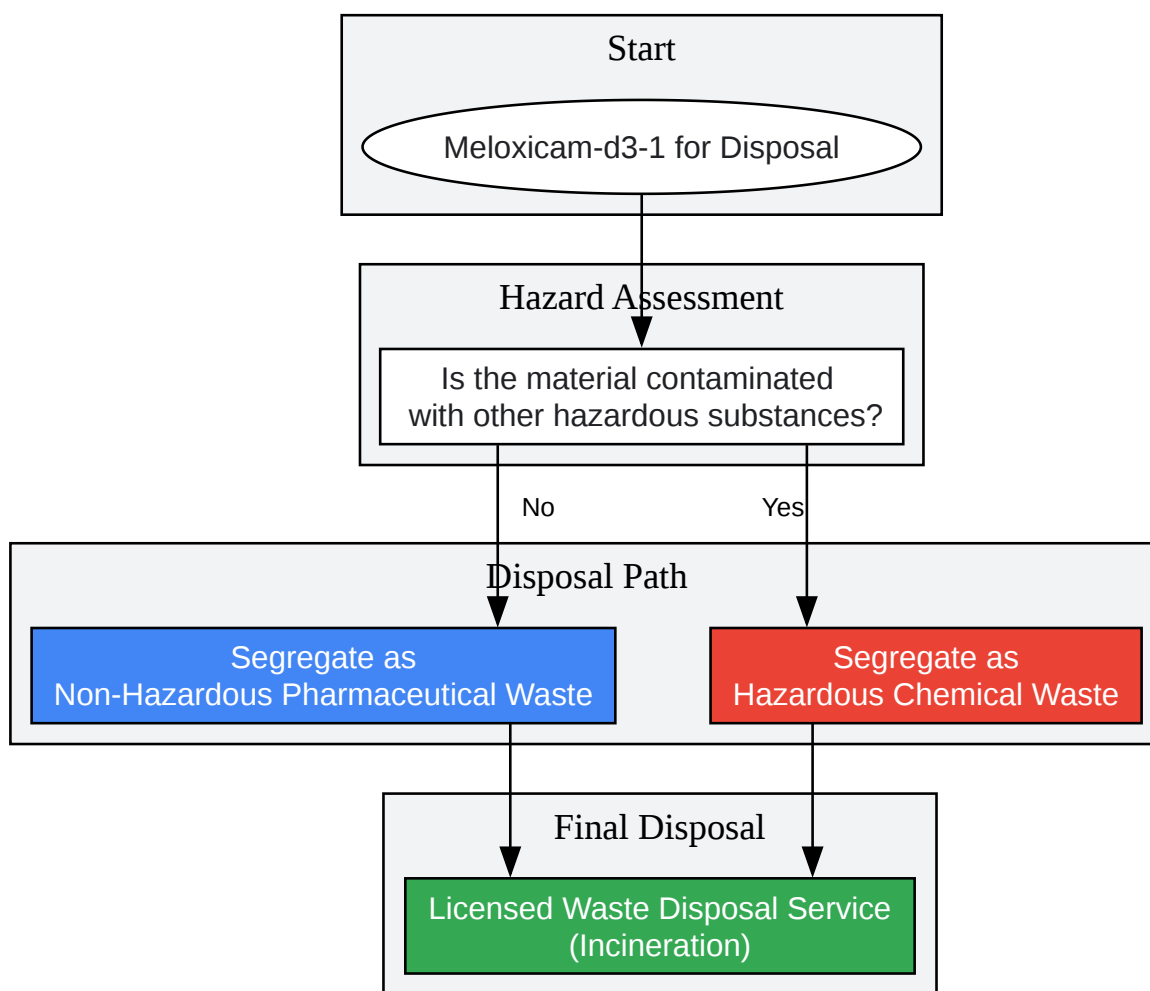 Start
Meloxicam-d3-1 for Disposal
Hazard Assessment
Is the material contaminated
with other hazardous substances?
No
Yes
Disposal Path
Segregate as
Non-Hazardous Pharmaceutical Waste
Segregate as
Hazardous Chemical Waste
Final Disposal
Licensed Waste Disposal Service
(Incineration)